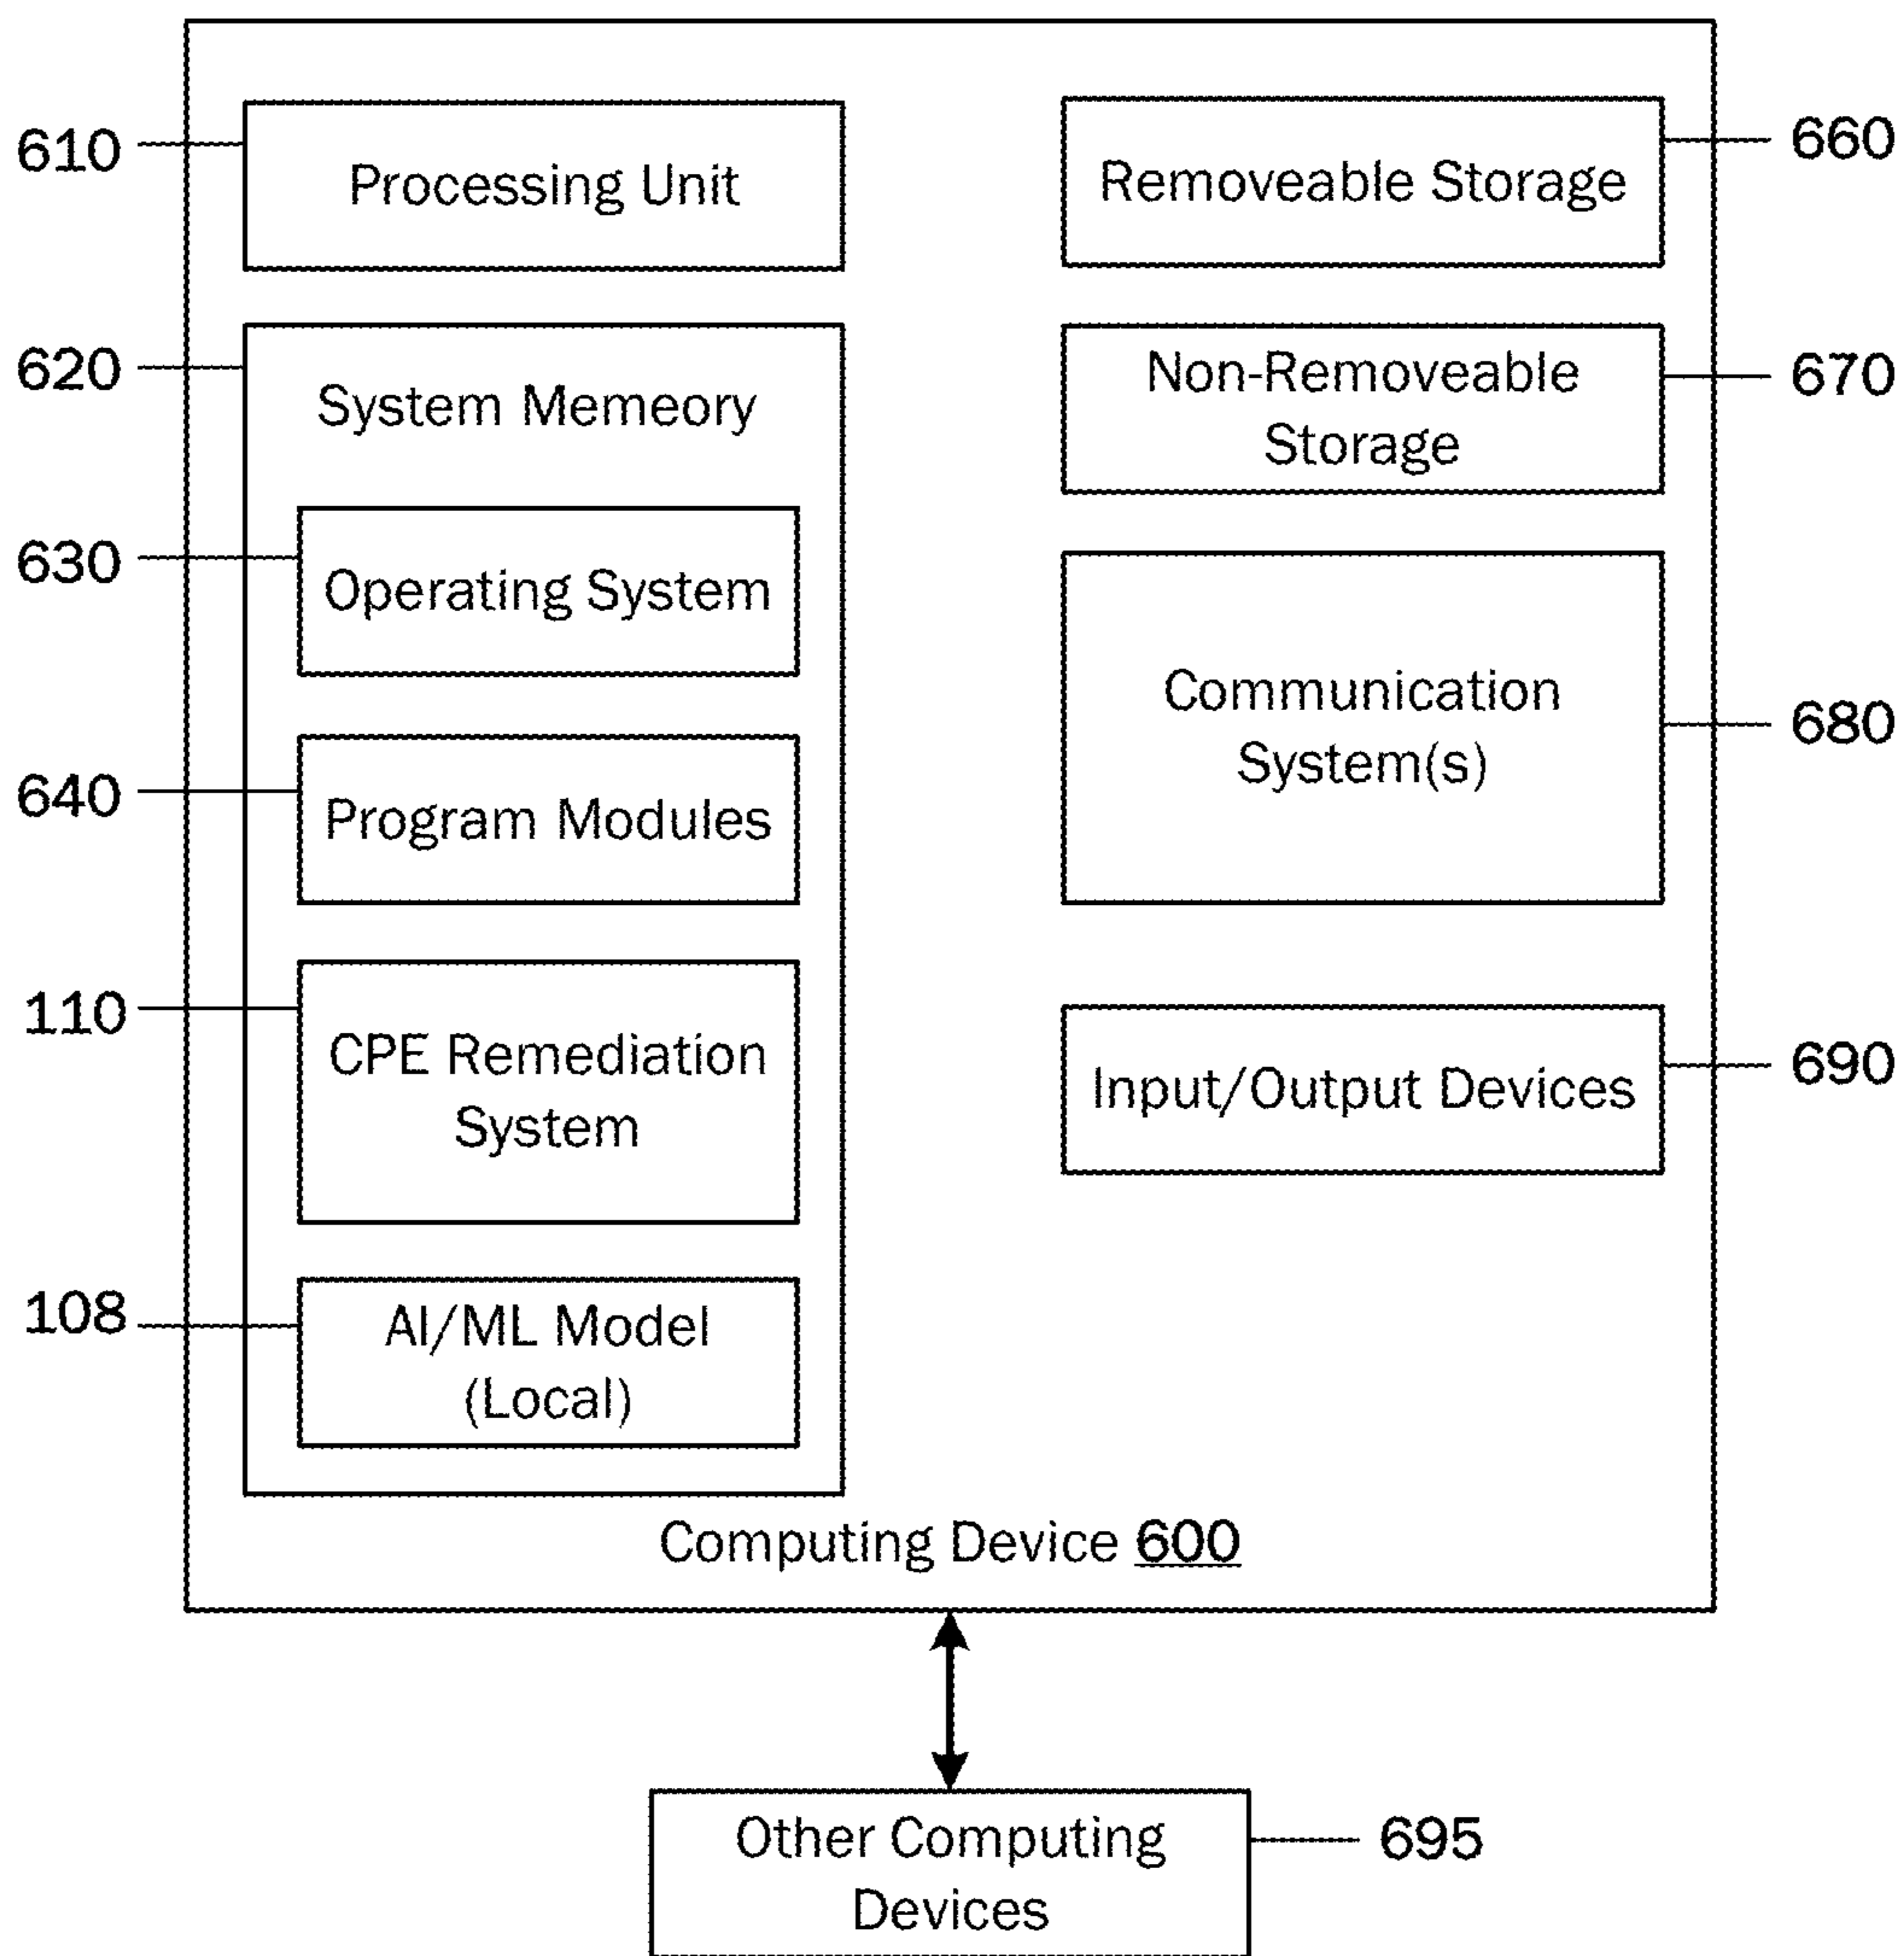 610
Processing Unit
620
System Memeory
630
Operating System
640
Program Modules
110
CPE Remediation
System
108
AI/ML Model
(Local)
660
Removeable Storage
670
Non-Removeable
Storage
680
Communication
System(s)
690
Input/Output Devices
Computing Device 600
Other Computing
Devices
695